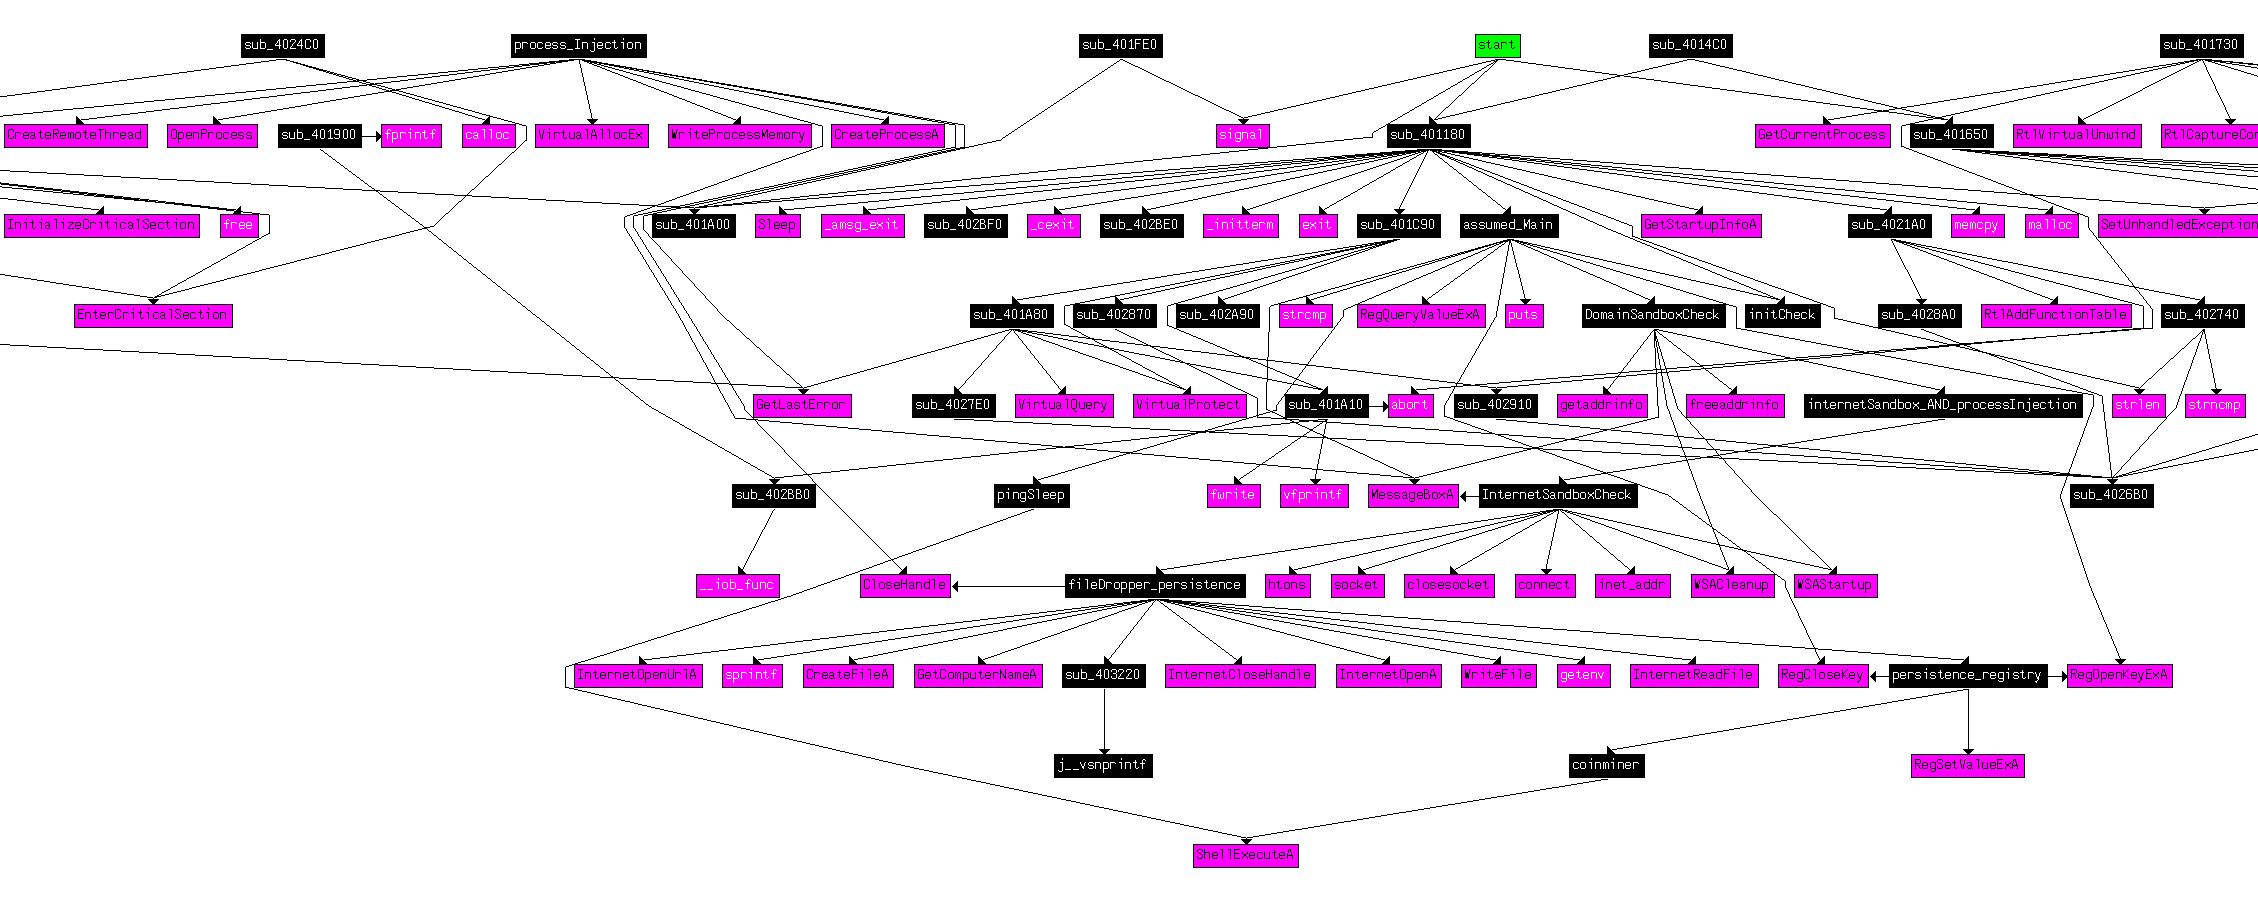 sub_4024C0
process_Injection
sub_401FE0
start
sub_4014C0
sub_401730
CreateRemoteThread
OpenProcess
sub_401900
fprintf
calloc
VirtualAllocEx
WriteProcessMemory
CreateProcessA
signal
sub_401180
GetCurrentProcess
sub_401650
RtlVirtualUnwind
RtlCaptureCon
InitializeCriticalSection
free
sub_401A00
Sleep
_amsg_exit
sub_402BF0
_cexit
sub_402BE0
_initterm
exit
sub_401C90
assumed_Main
GetStartupInfoA
sub_4021A0
memcpy
malloc
SetUnhandledException
EnterCriticalSection
sub_401A80
sub_402870
sub_402A90
strcmp
RegQueryValueExA
puts
DomainSandboxCheck
initCheck
sub_4028A0
RtlAddFunctionTable
sub_402740
GetLastError
sub_4027E0
VirtualQuery
VirtualProtect
sub_401A10
abort
sub_402910
getaddrinfo
freeaddrinfo
internetSandbox_AND_processInjection
strlen
strncmp
sub_402BB0
pingSleep
fwrite
vfprintf
MessageBoxA
InternetSandboxCheck
sub_4026B0
__iob_func
CloseHandle
fileDropper_persistence
htons
socket
closesocket
connect
inet_addr
WSACleanup
WSAStartup
InternetOpenUrlA
sprintf
CreateFileA
GetComputerNameA
sub_403220
InternetCloseHandle
InternetOpenA
WriteFile
getenv
InternetReadFile
RegCloseKey
persistence_registry
RegOpenKeyExA
j__vsnprintf
coinminer
RegSetValueExA
ShellExecuteA